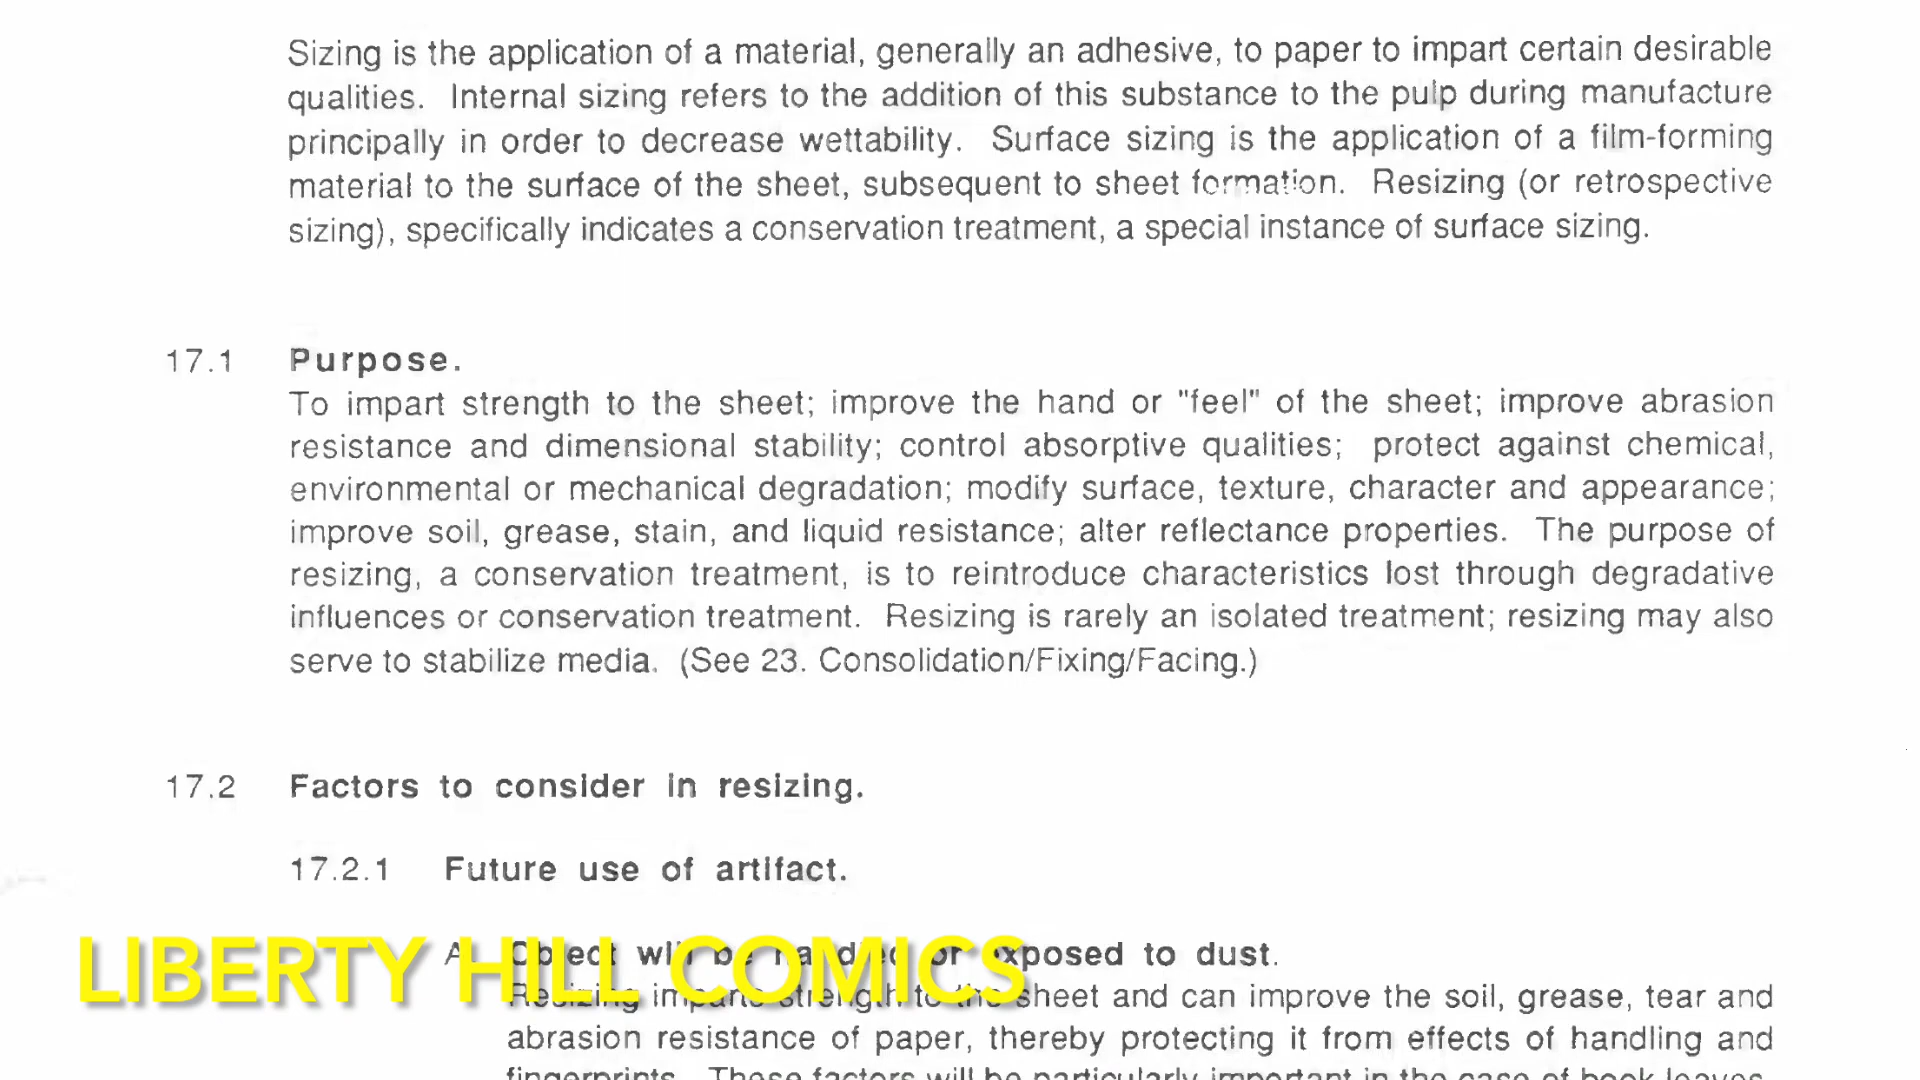 Sizing is the application of a material, generally an adhesive, to paper to impart certain desirable
qualities. Internal sizing refers to the addition of this substance to the pulp during manufacture
principally in order to decrease wettability. Surface sizing is the application of a film-forming
material to the surface of the sheet, subsequent to sheet formation. Resizing (or retrospective
sizing), specifically indicates a conservation treatment, a special instance of surface sizing.
17.1 Purpose.
To impart strength to the sheet; improve the hand or "feel" of the sheet; improve abrasion
resistance and dimensional stability; control absorptive qualities; protect against chemical,
environmental or mechanical degradation; modify surface, texture, character and appearance;
improve soil, grease, stain, and liquid resistance; alter reflectance properties. The purpose of
resizing, a conservation treatment, is to reintroduce characteristics lost through degradative
influences or conservation treatment. Resizing is rarely an isolated treatment; resizing may also
serve to stabilize media. (See 23. Consolidation/Fixing/Facing.)
17.2 Factors to consider in resizing.
17.2.1 Future use of artifact.
A. Object will be handled or exposed to dust.
LIBERTY HILL COMICS
Resizing imparts strength to the sheet and can improve the soil, grease, tear and
abrasion resistance of paper, thereby protecting it from effects of handling and
fingerprints. These factors will be particularly important in the case of book leaves,